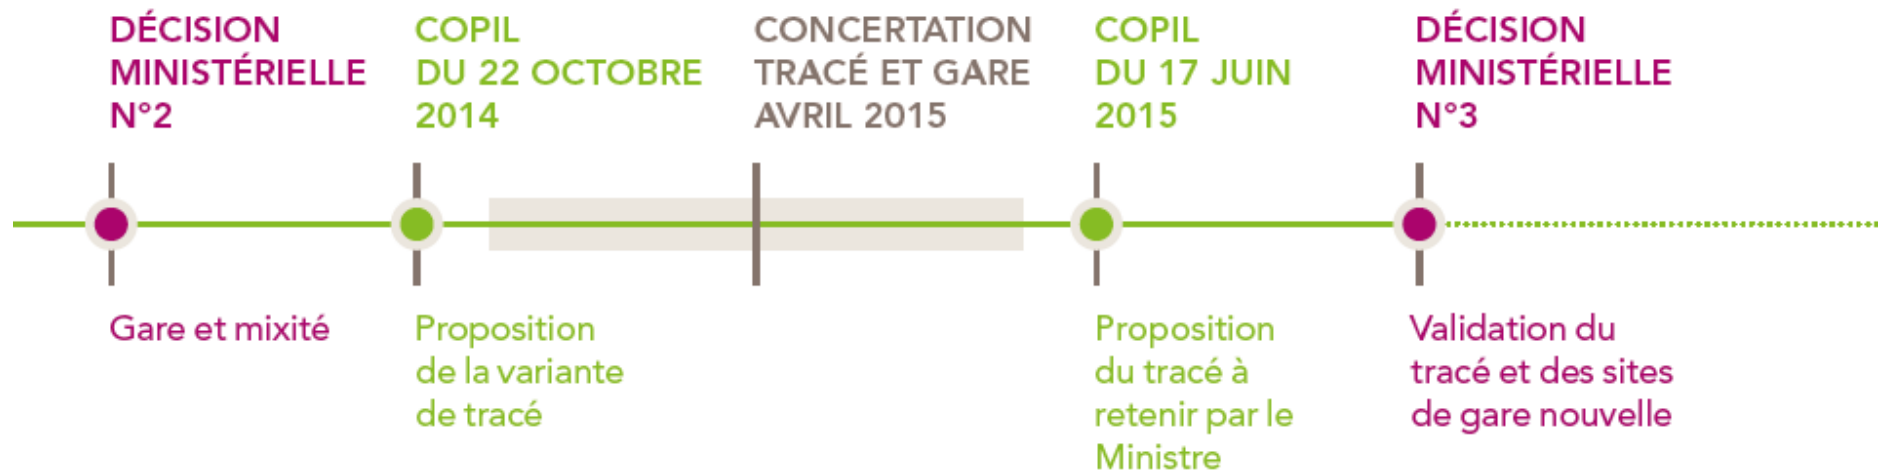 DÉCISION
MINISTÉRIELLE
N°2
COPIL
DU 22 OCTOBRE
2014
CONCERTATION
TRACÉ ET GARE
AVRIL 2015
COPIL
DU 17 JUIN
2015
DÉCISION
MINISTÉRIELLE
N°3
Gare et mixité
Proposition
de la variante
de tracé
Proposition
du tracé à
retenir par le
Ministre
Validation du
tracé et des sites
de gare nouvelle